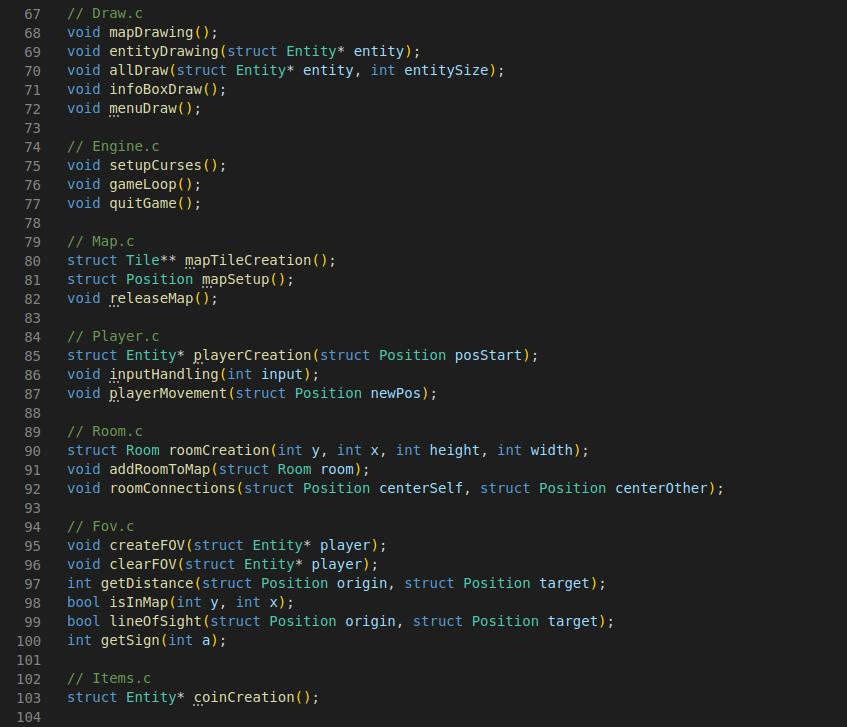 67 // Draw.c
68 void mapDrawing();
69 void entityDrawing(struct Entity* entity);
70 void allDraw(struct Entity* entity, int entitySize);
71 void infoBoxDraw();
72 void menuDraw();
73
74 // Engine.c
75 void setupCurses();
76 void gameLoop();
77 void quitGame();
78
79 // Map.c
80 struct Tile** mapTileCreation();
81 struct Position mapSetup();
82 void releaseMap();
83
84 // Player.c
85 struct Entity* playerCreation(struct Position posStart);
86 void inputHandling(int input);
87 void playerMovement(struct Position newPos);
88
89 // Room.c
90 struct Room roomCreation(int y, int x, int height, int width);
91 void addRoomToMap(struct Room room);
92 void roomConnections(struct Position centerSelf, struct Position centerOther);
93
94 // Fov.c
95 void createFOV(struct Entity* player);
96 void clearFOV(struct Entity* player);
97 int getDistance(struct Position origin, struct Position target);
98 bool isInMap(int y, int x);
99 bool lineOfSight(struct Position origin, struct Position target);
100 int getSign(int a);
101
102 // Items.c
103 struct Entity* coinCreation();
104